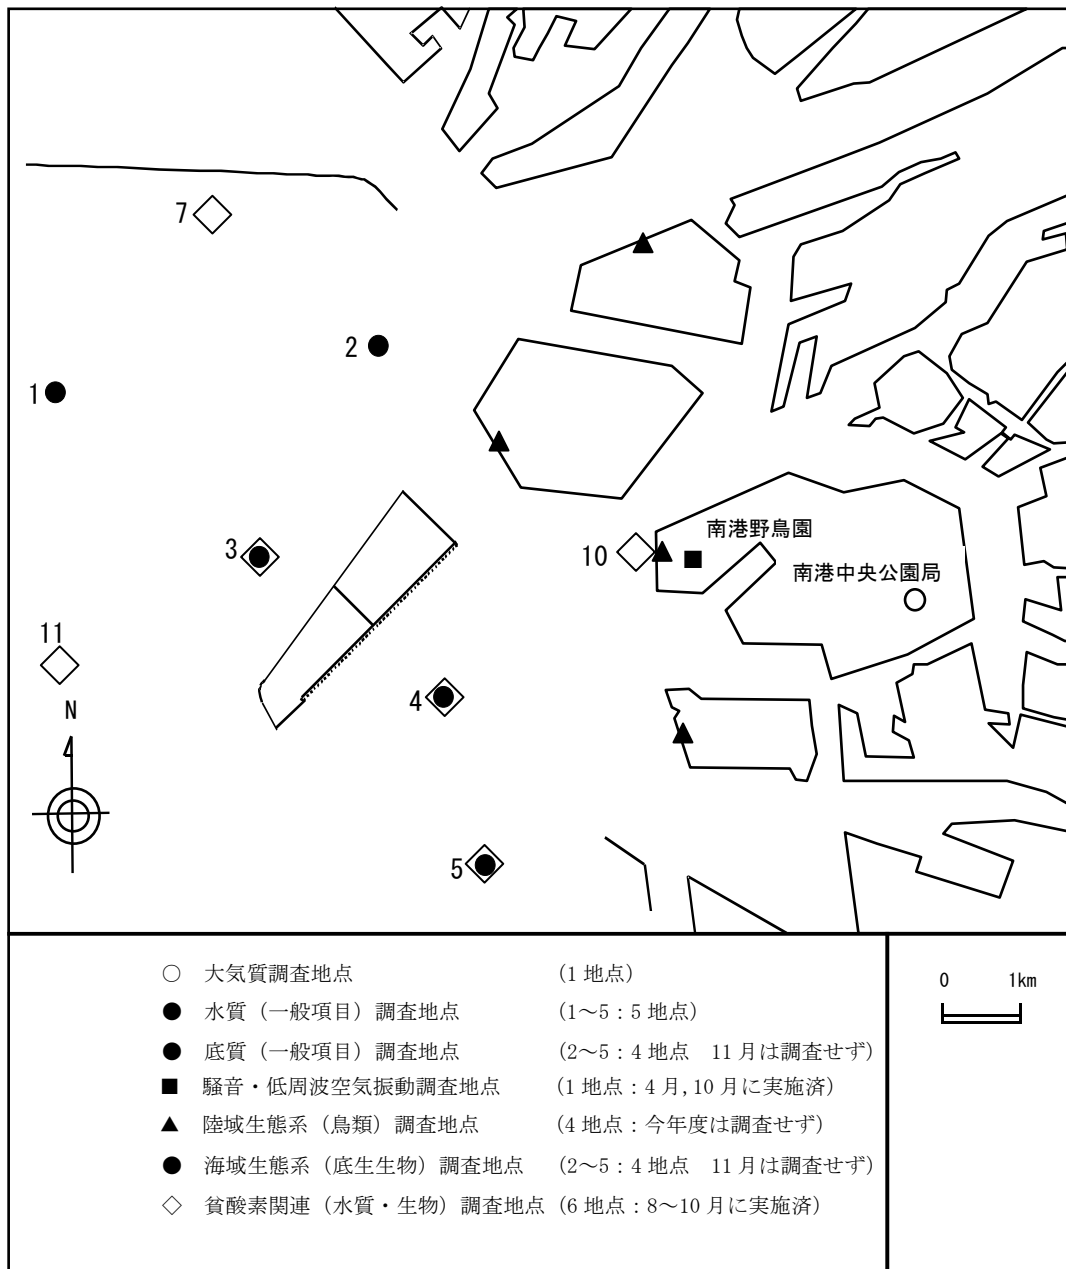 7
2
1
南港野鳥園
3
10
南港中央公園局
11
4
N
5
○ 大気質調査地点 (1 地点)
● 水質（一般項目）調査地点 (1～5：5 地点)
● 底質（一般項目）調査地点 (2～5：4 地点 11 月は調査せず)
■ 騒音・低周波空気振動調査地点 (1 地点：4 月, 10 月に実施済)
▲ 陸域生態系（鳥類）調査地点 (4 地点：今年度は調査せず)
● 海域生態系（底生生物）調査地点 (2～5：4 地点 11 月は調査せず)
◇ 貧酸素関連（水質・生物）調査地点 (6 地点：8～10 月に実施済)
0 1km